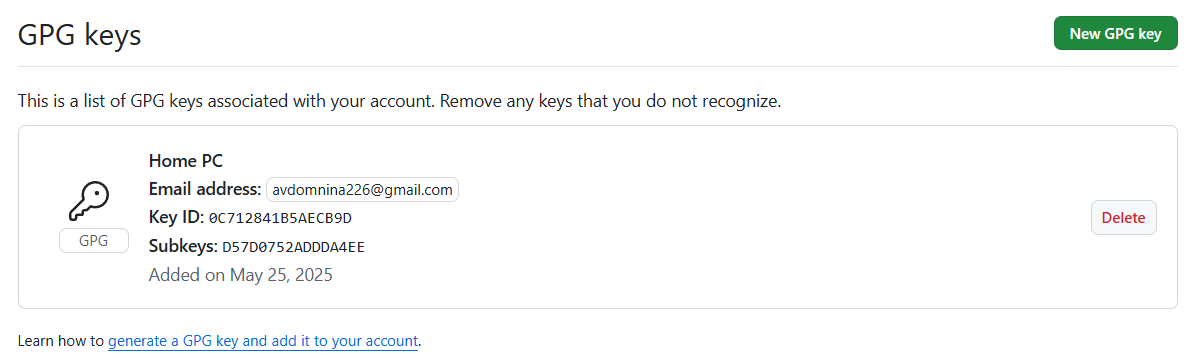 GPG keys
New GPG key
This is a list of GPG keys associated with your account. Remove any keys that you do not recognize.
Home PC
Email address: avdomnina226@gmail.com
Key ID: 0C712841B5AECB9D
GPG
Subkeys: D57D0752ADDDA4EE
Added on May 25, 2025
Delete
Learn how to generate a GPG key and add it to your account.